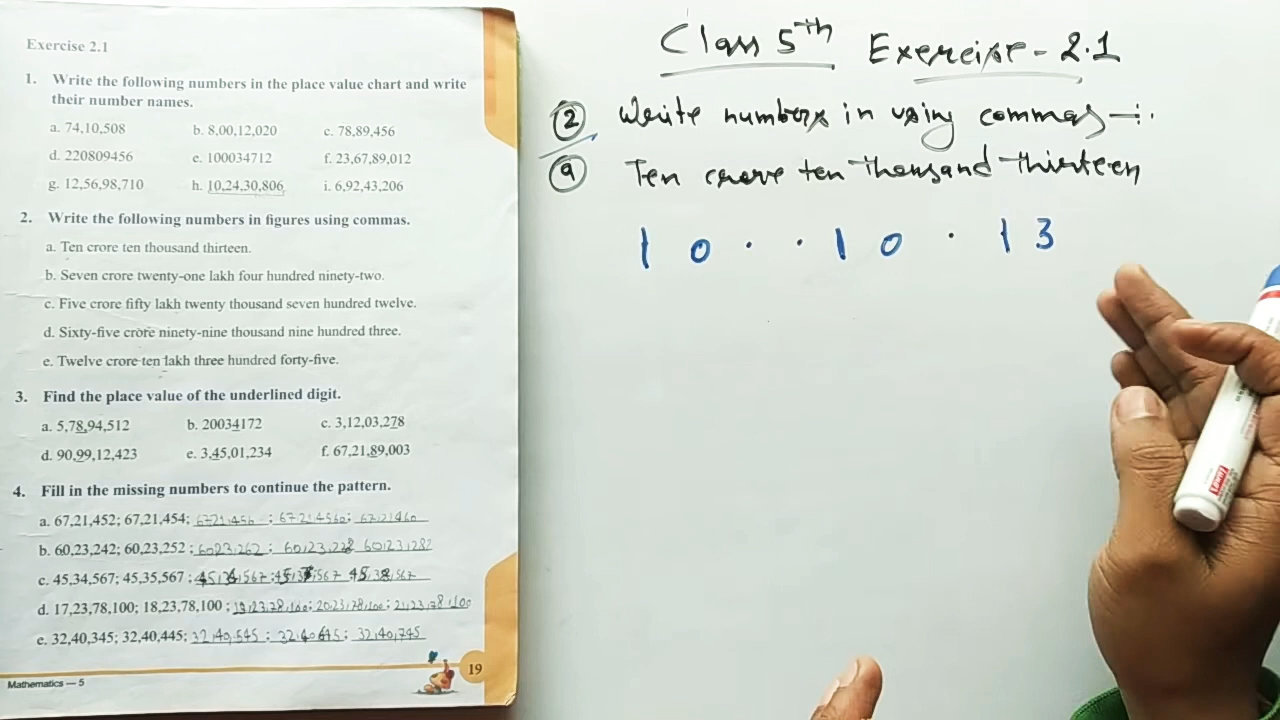 Exercise 2.1
1. Write the following numbers in the place value chart and write
their number names.
a. 74,10,508 b. 8,00,12,020 c. 78,89,456
d. 220809456 e. 100034712 f. 23,67,89,012
g. 12,56,98,710 h. 10,24,30,806 i. 6,92,43,206
2. Write the following numbers in figures using commas.
a. Ten crore ten thousand thirteen.
b. Seven crore twenty-one lakh four hundred ninety-two.
c. Five crore fifty lakh twenty thousand seven hundred twelve.
d. Sixty-five crore ninety-nine thousand nine hundred three.
e. Twelve crore ten lakh three hundred forty-five.
3. Find the place value of the underlined digit.
a. 5,78,94,512 b. 20034172 c. 3,12,03,278
d. 90,99,12,423 e. 3,45,01,234 f. 67,21,89,003
4. Fill in the missing numbers to continue the pattern.
a. 67,21,452; 67,21,454;
b. 60,23,242; 60,23,252 ;
c. 45,34,567; 45,35,567 ;
d. 17,23,78,100; 18,23,78,100 ;
e. 32,40,345; 32,40,445; 32,40,545 ; 32,40,645 ; 32,40,745
19
Mathematics — 5
Class 5th Exercise - 2.1
② Write numbers in using commas -:.
ⓐ Ten crore ten thousand thirteen
1 0 · · 1 0 · 1 3